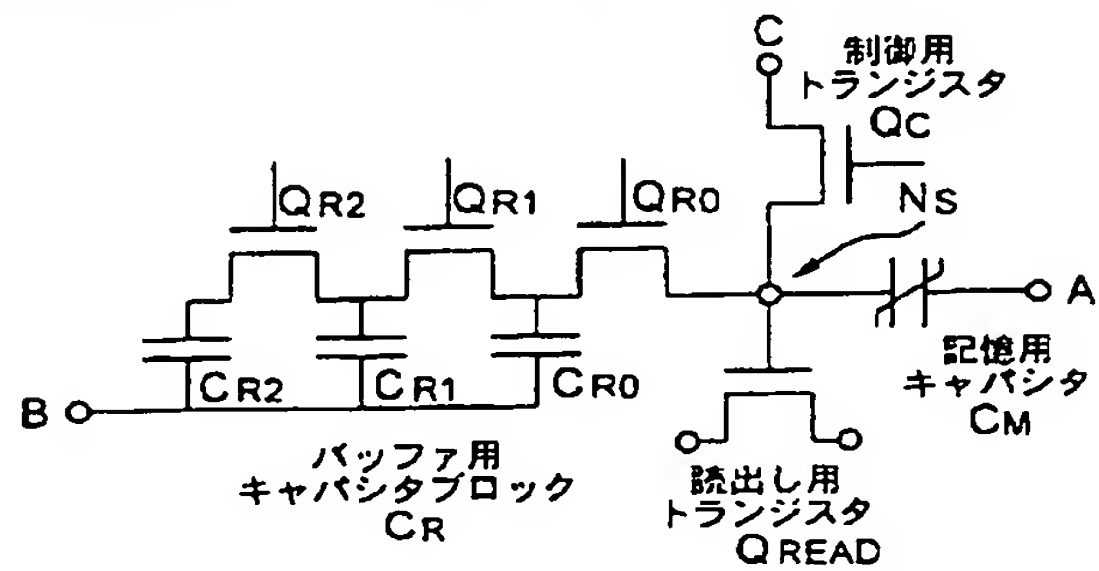 C
制御用
トランジスタ
QC
QR2
QR1
QR0
NS
A
CR2
CR1
CR0
B
記憶用
キャパシタ
CM
バッファ用
キャパシタブロック
CR
読出し用
トランジスタ
QREAD